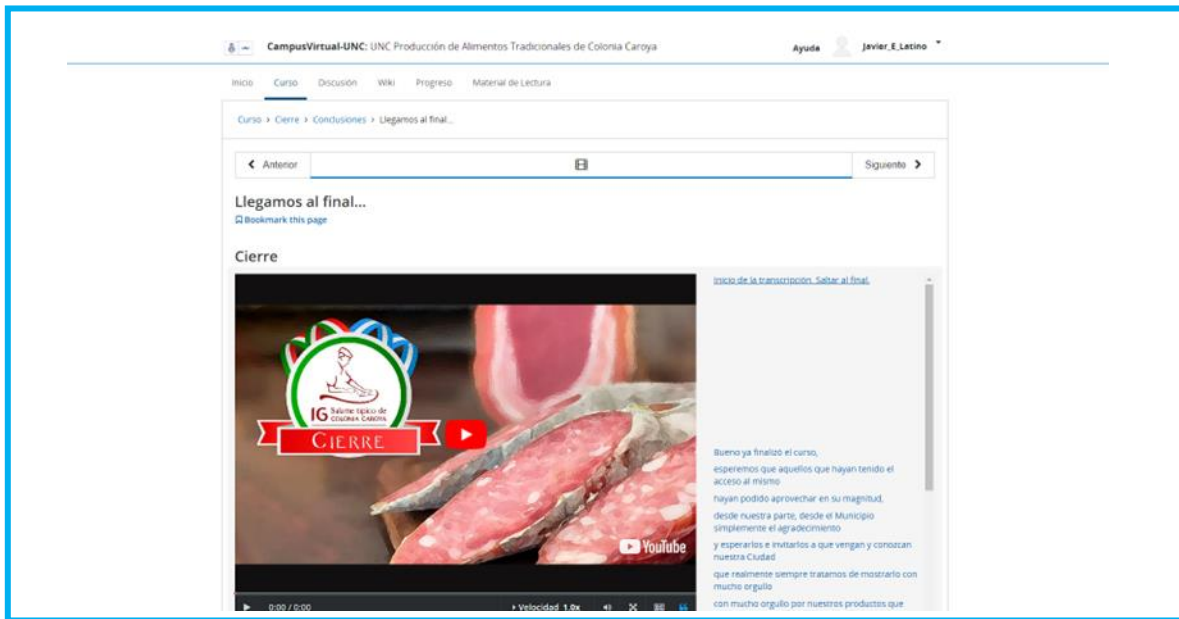 CampusVirtual-UNC: UNC Producción de Alimentos Tradicionales de Colonia Caroya
Ayuda
Javier_E_Latino
Inicio Curso Discusión Wiki Progreso Material de Lectura
Curso > Cierre > Conclusiones > Llegamos al final...
Anterior
Siguiente
Llegamos al final...
Bookmark this page
Cierre
IG Salame típico de
COLONIA CAROYA
CIERRE
YouTube
0:00 / 0:00
Velocidad 1.0x
Inicio de la transcripción. Saltar al final.
Bueno ya finalizó el curso,
esperemos que aquellos que hayan tenido el
acceso al mismo
hayan podido aprovechar en su magnitud,
desde nuestra parte, desde el Municipio
simplemente el agradecimiento
y esperarlos e invitarlos a que vengan y conozcan
nuestra Ciudad
que realmente siempre tratamos de mostrarlo con
mucho orgullo
con mucho orgullo por nuestros productos que